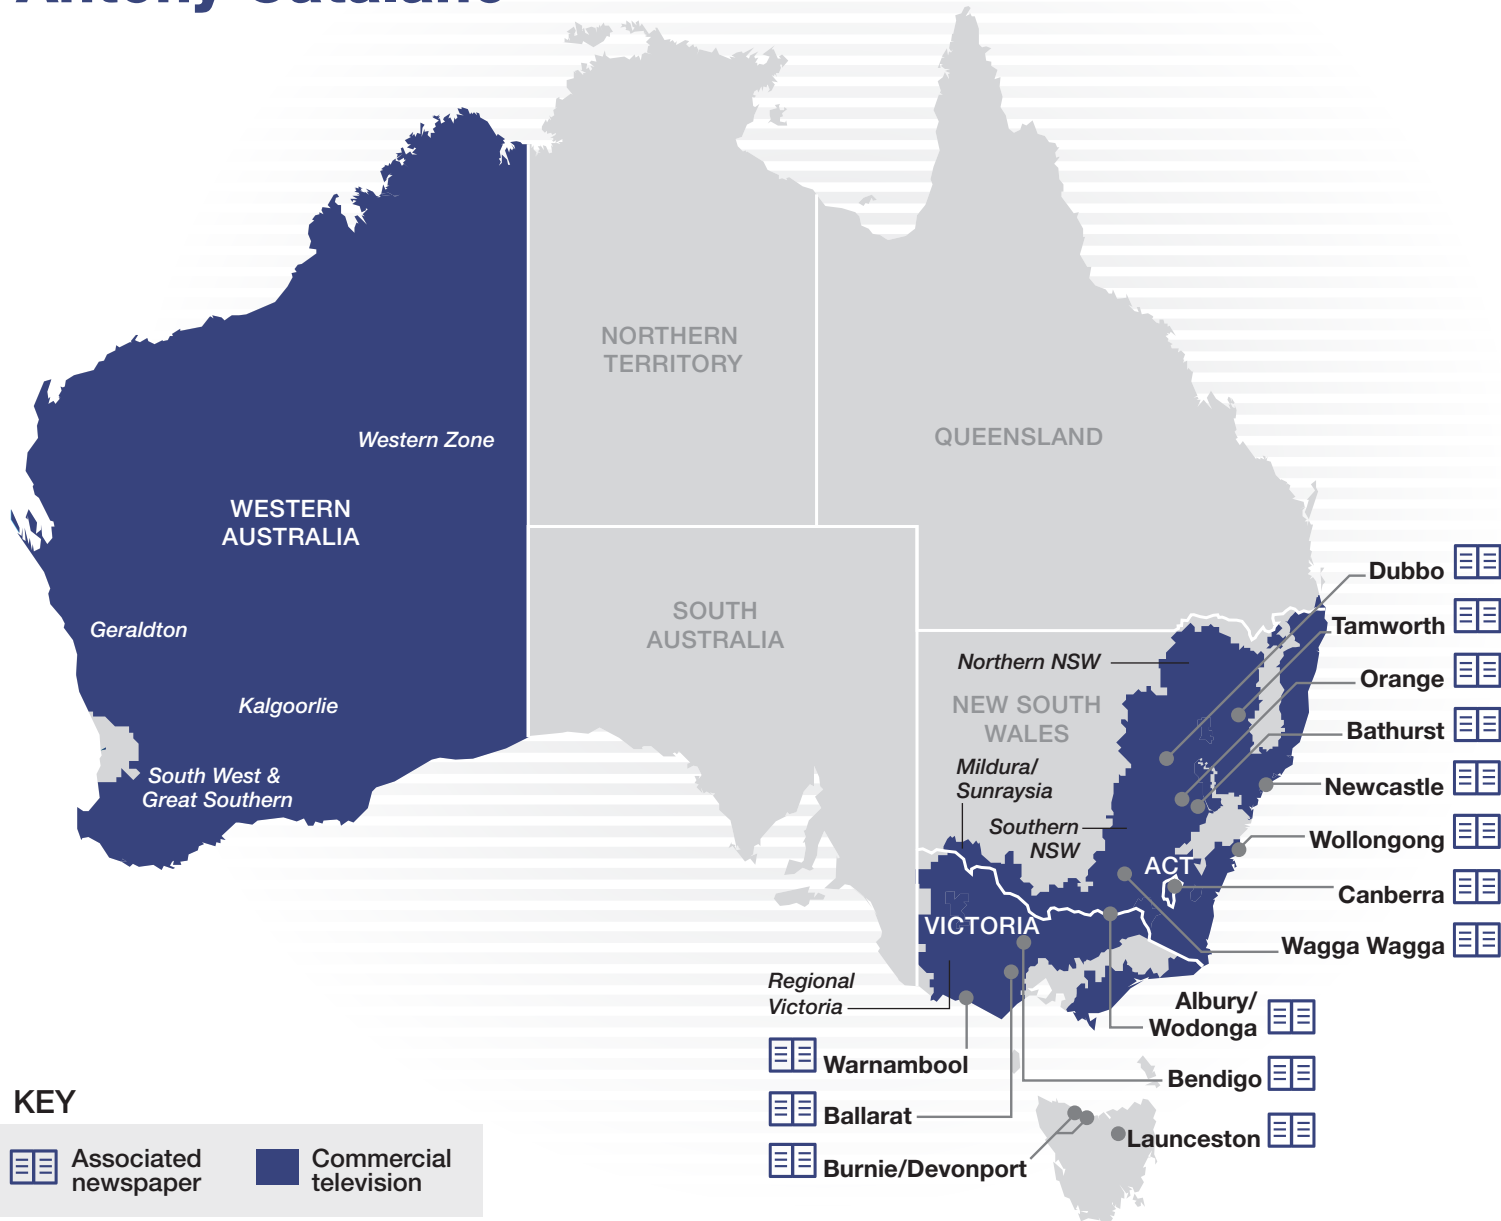 Antony Catalano
NORTHERN
TERRITORY
QUEENSLAND
Western Zone
WESTERN
AUSTRALIA
Geraldton
Kalgoorlie
South West &
Great Southern
SOUTH
AUSTRALIA
Northern NSW
NEW SOUTH
WALES
Mildura/
Sunraysia
Southern
NSW
ACT
VICTORIA
Regional
Victoria
Dubbo
Tamworth
Orange
Bathurst
Newcastle
Wollongong
Canberra
Wagga Wagga
Albury/
Wodonga
Bendigo
Launceston
Warnambool
Ballarat
Burnie/Devonport
KEY
Associated
newspaper
Commercial
television